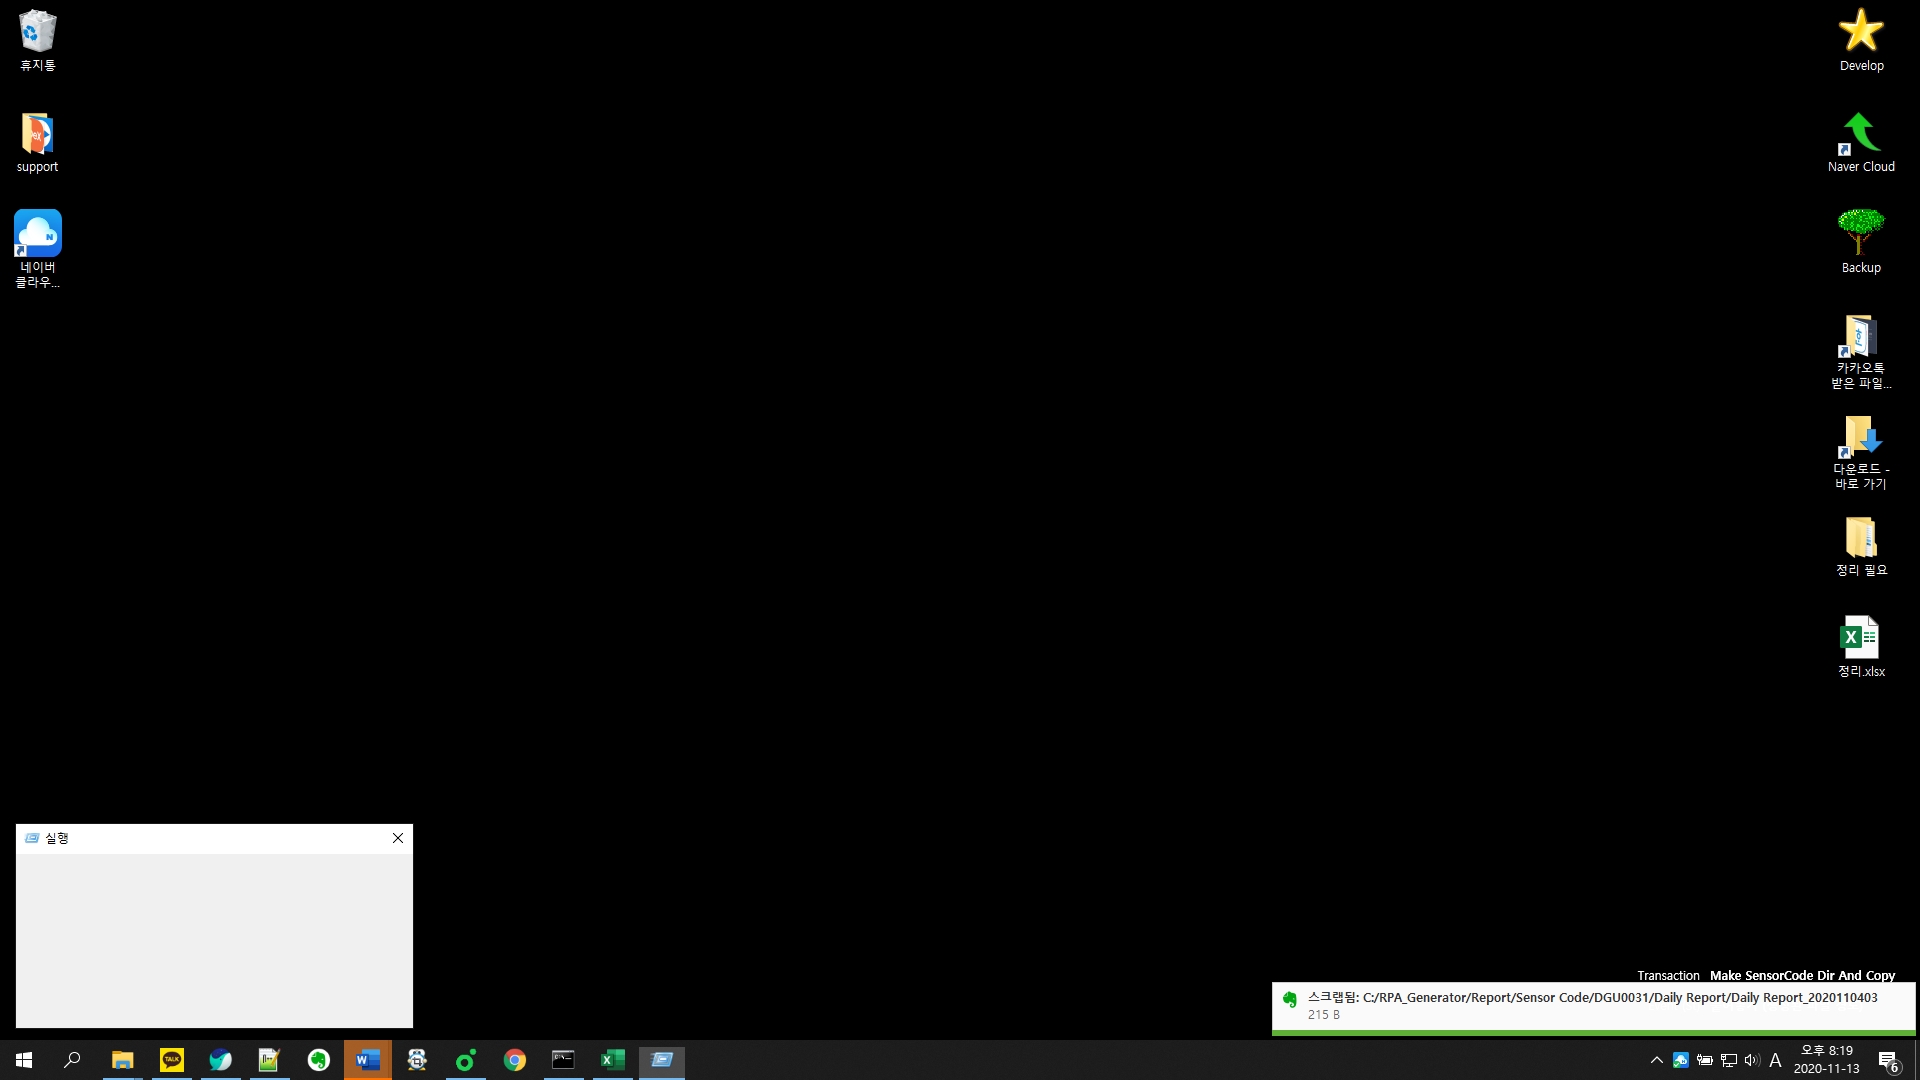 휴지통
support
네이버
클라우...
Develop
Naver Cloud
Backup
카카오톡
받은 파일...
다운로드 -
바로 가기
정리 필요
정리.xlsx
실행
Transaction Make SensorCode Dir And Copy
스크랩됨: C:/RPA_Generator/Report/Sensor Code/DGU0031/Daily Report/Daily Report_2020110403
215 B
TALK
A
오후 8:19
2020-11-13
6